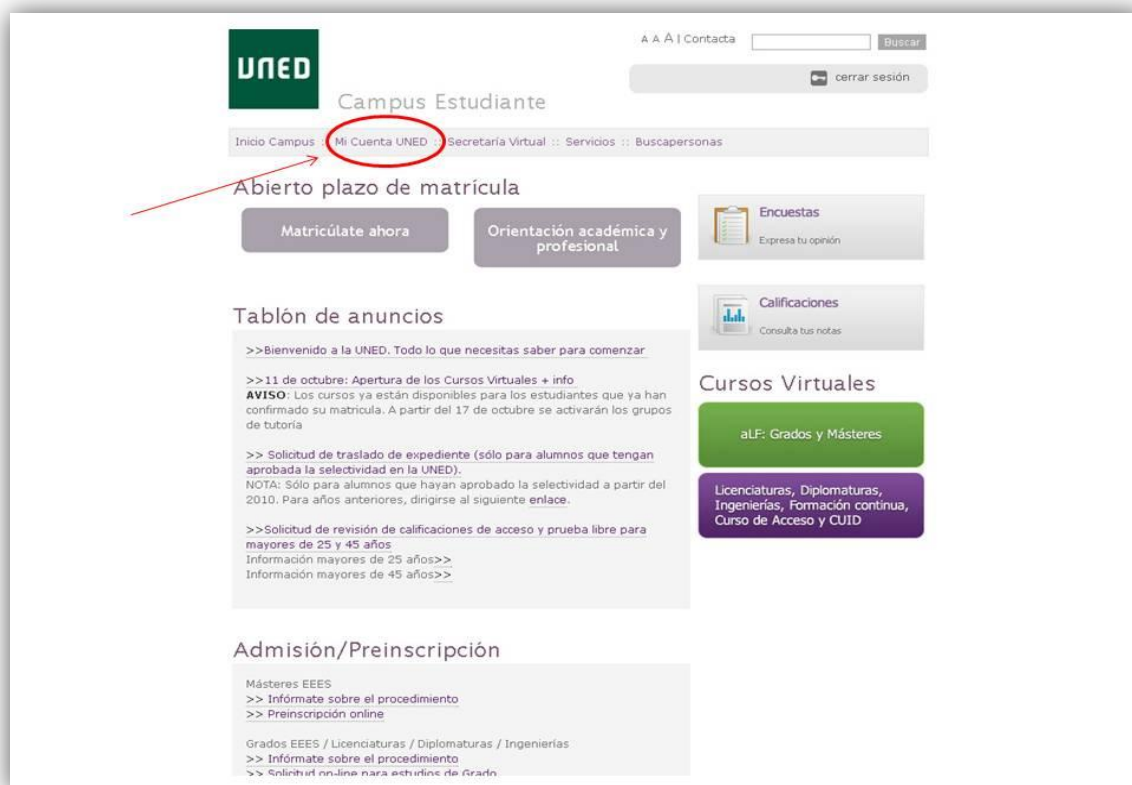 UNED
Campus Estudiante
A A A | Contacta
Buscar
cerrar sesión
Inicio Campus :: Mi Cuenta UNED :: Secretaría Virtual :: Servicios :: Buscapersonas
Abierto plazo de matrícula
Matricúlate ahora
Orientación académica y
profesional
Encuestas
Expresa tu opinión
Calificaciones
Consulta tus notas
Tablón de anuncios
>>Bienvenido a la UNED. Todo lo que necesitas saber para comenzar
>>11 de octubre: Apertura de los Cursos Virtuales + info
AVISO: Los cursos ya están disponibles para los estudiantes que ya han
confirmado su matricula. A partir del 17 de octubre se activarán los grupos
de tutoría
>> Solicitud de traslado de expediente (sólo para alumnos que tengan
aprobada la selectividad en la UNED).
NOTA: Sólo para alumnos que hayan aprobado la selectividad a partir del
2010. Para años anteriores, dirigirse al siguiente enlace.
>>Solicitud de revisión de calificaciones de acceso y prueba libre para
mayores de 25 y 45 años
Información mayores de 25 años>>
Información mayores de 45 años>>
Cursos Virtuales
aLF: Grados y Másteres
Licenciaturas, Diplomaturas,
Ingenierías, Formación continua,
Curso de Acceso y CUID
Admisión/Preinscripción
Másteres EEES
>> Infórmate sobre el procedimiento
>> Preinscripción online
Grados EEES / Licenciaturas / Diplomaturas / Ingenierías
>> Infórmate sobre el procedimiento
>> Solicitud on-line para estudios de Grado